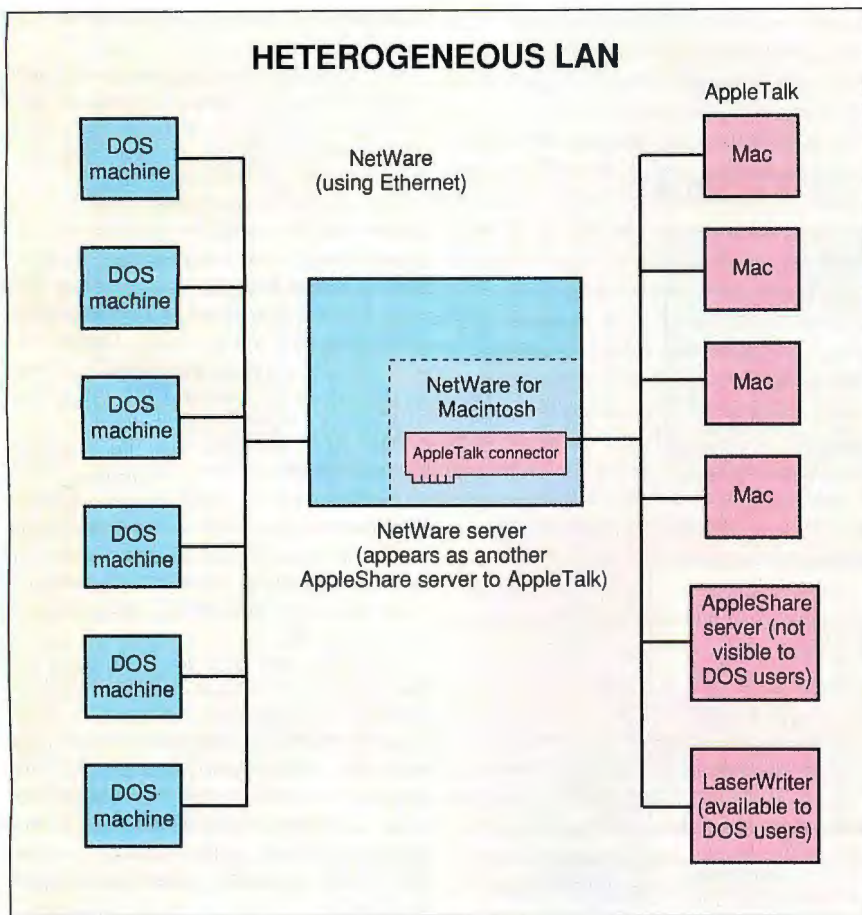 HETEROGENEOUS LAN
DOS
machine
DOS
machine
DOS
machine
DOS
machine
DOS
machine
DOS
machine
NetWare
(using Ethernet)
NetWare for
Macintosh
AppleTalk connector
NetWare server
(appears as another
AppleShare server to AppleTalk)
AppleTalk
Mac
Mac
Mac
Mac
AppleShare
server (not
visible to
DOS users)
LaserWriter
(available to
DOS users)